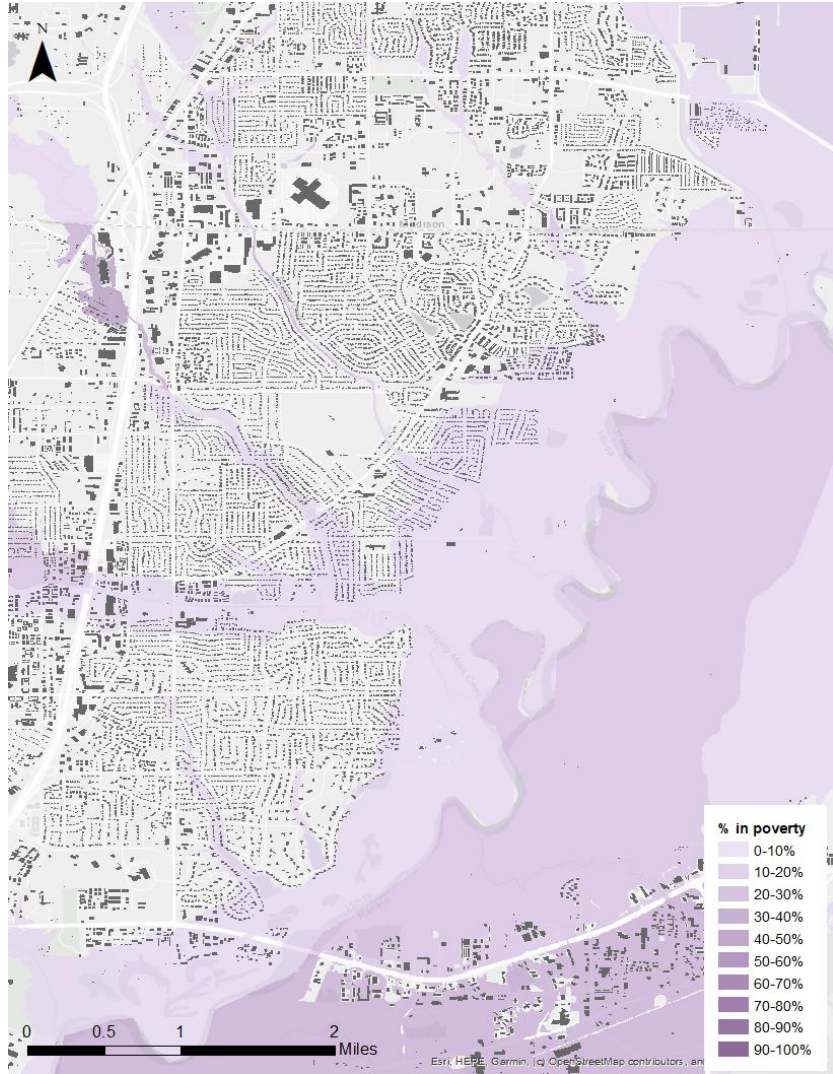 N
Madison
% in poverty
0-10%
10-20%
20-30%
30-40%
40-50%
50-60%
60-70%
70-80%
80-90%
90-100%
0 0.5 1 2
Miles
Esri, HERE, Garmin, (c) OpenStreetMap contributors, and